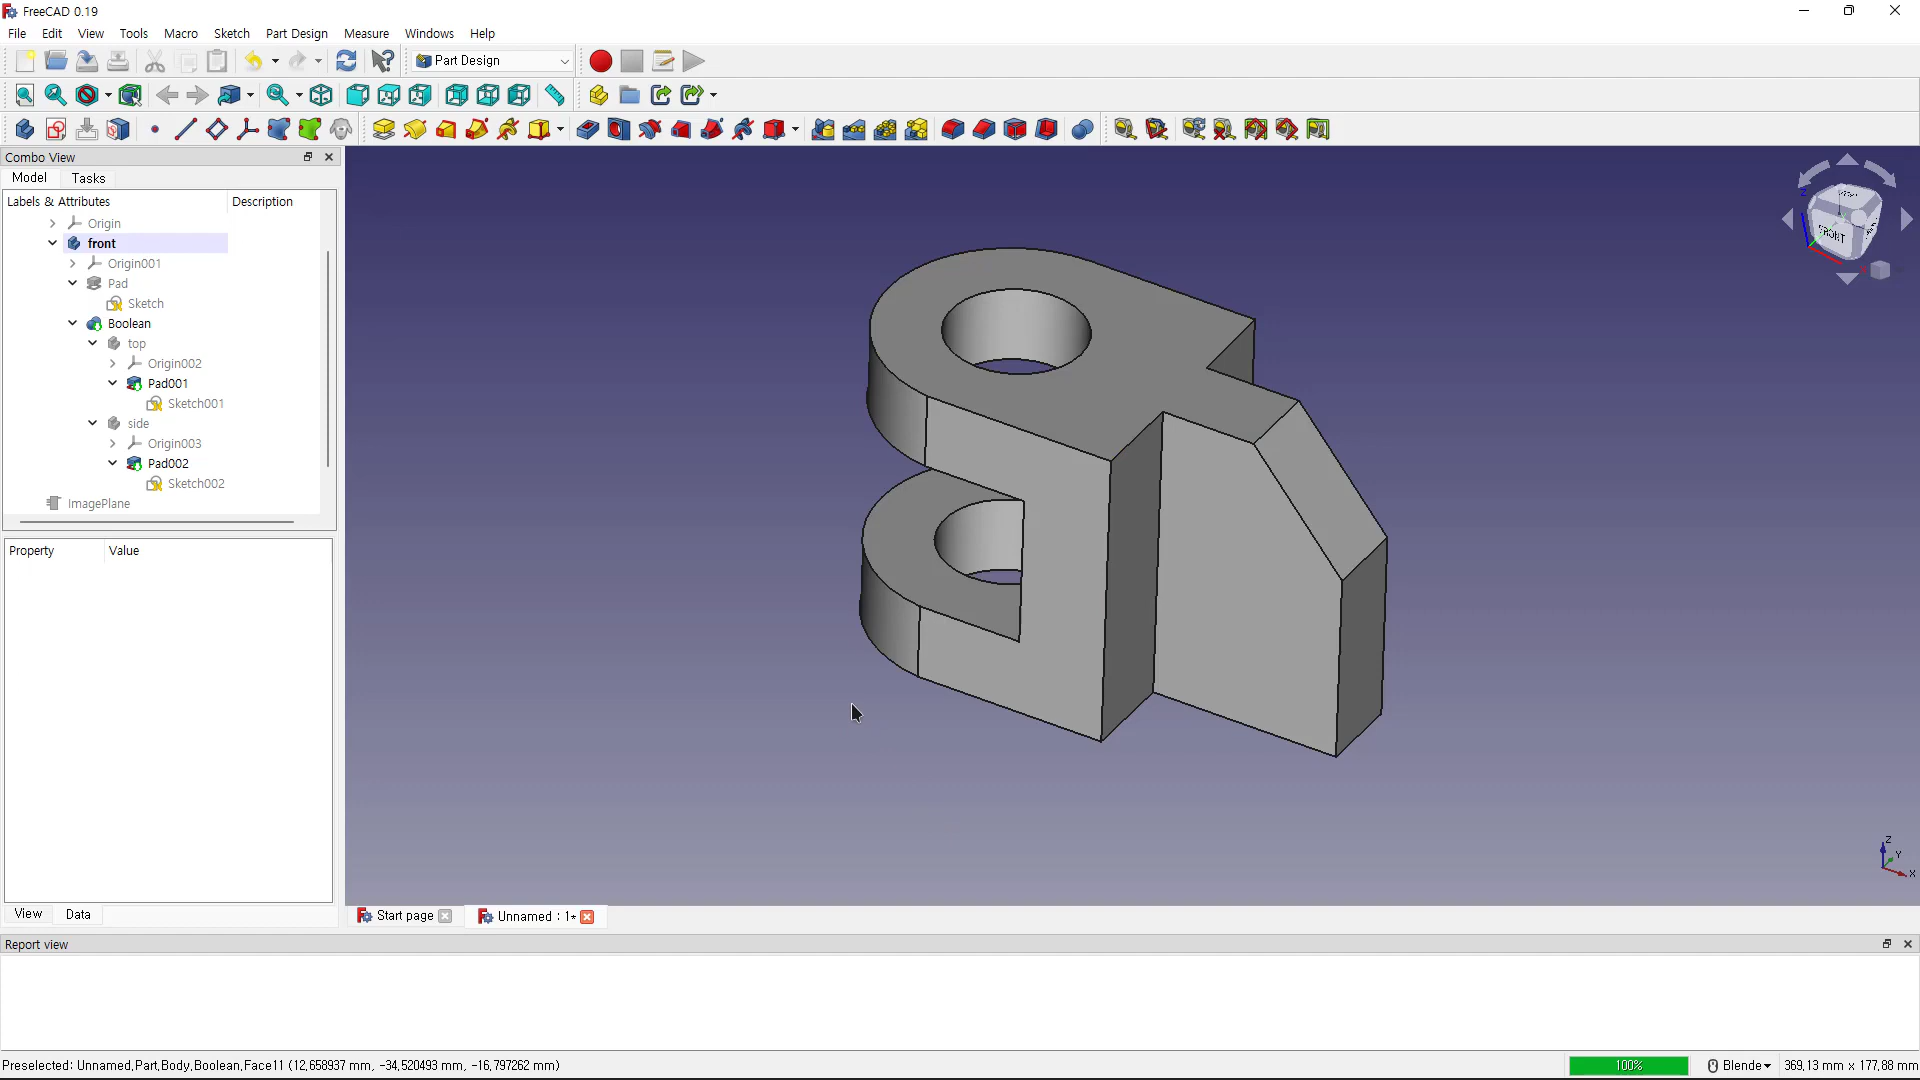 FreeCAD 0.19
File Edit View Tools Macro Sketch Part Design Measure Windows Help
Part Design
Combo View
Model Tasks
Labels & Attributes Description
Origin
front
Origin001
Pad
Sketch
Boolean
top
Origin002
Pad001
Sketch001
side
Origin003
Pad002
Sketch002
ImagePlane
Property Value
View Data
FRONT
Z
Z
Y
X
Start page Unnamed : 1*
Report view
Preselected: Unnamed,Part,Body,Boolean,Face11 (12,658937 mm, -34,520493 mm, -16,797262 mm)
100% Blende 369,13 mm x 177,88 mm